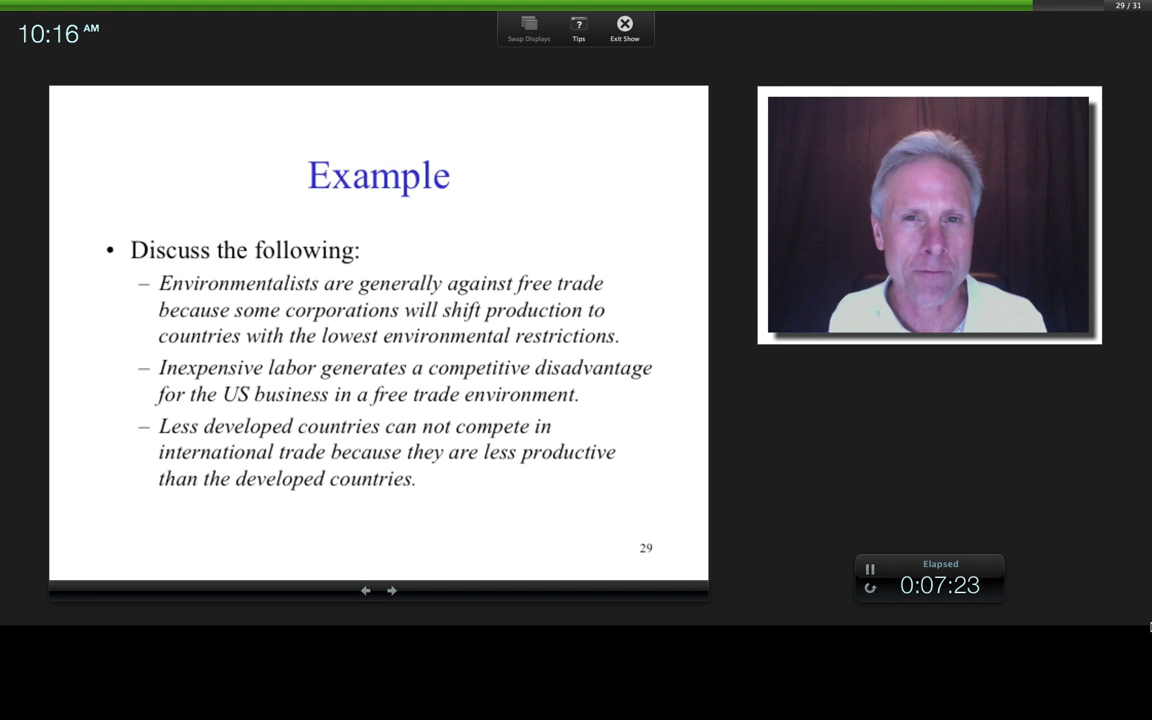 29 / 31
10:16 AM
Swap Displays
Tips
Exit Show
Example
• Discuss the following:
– Environmentalists are generally against free trade
because some corporations will shift production to
countries with the lowest environmental restrictions.
– Inexpensive labor generates a competitive disadvantage
for the US business in a free trade environment.
– Less developed countries can not compete in
international trade because they are less productive
than the developed countries.
29
Elapsed
0:07:23